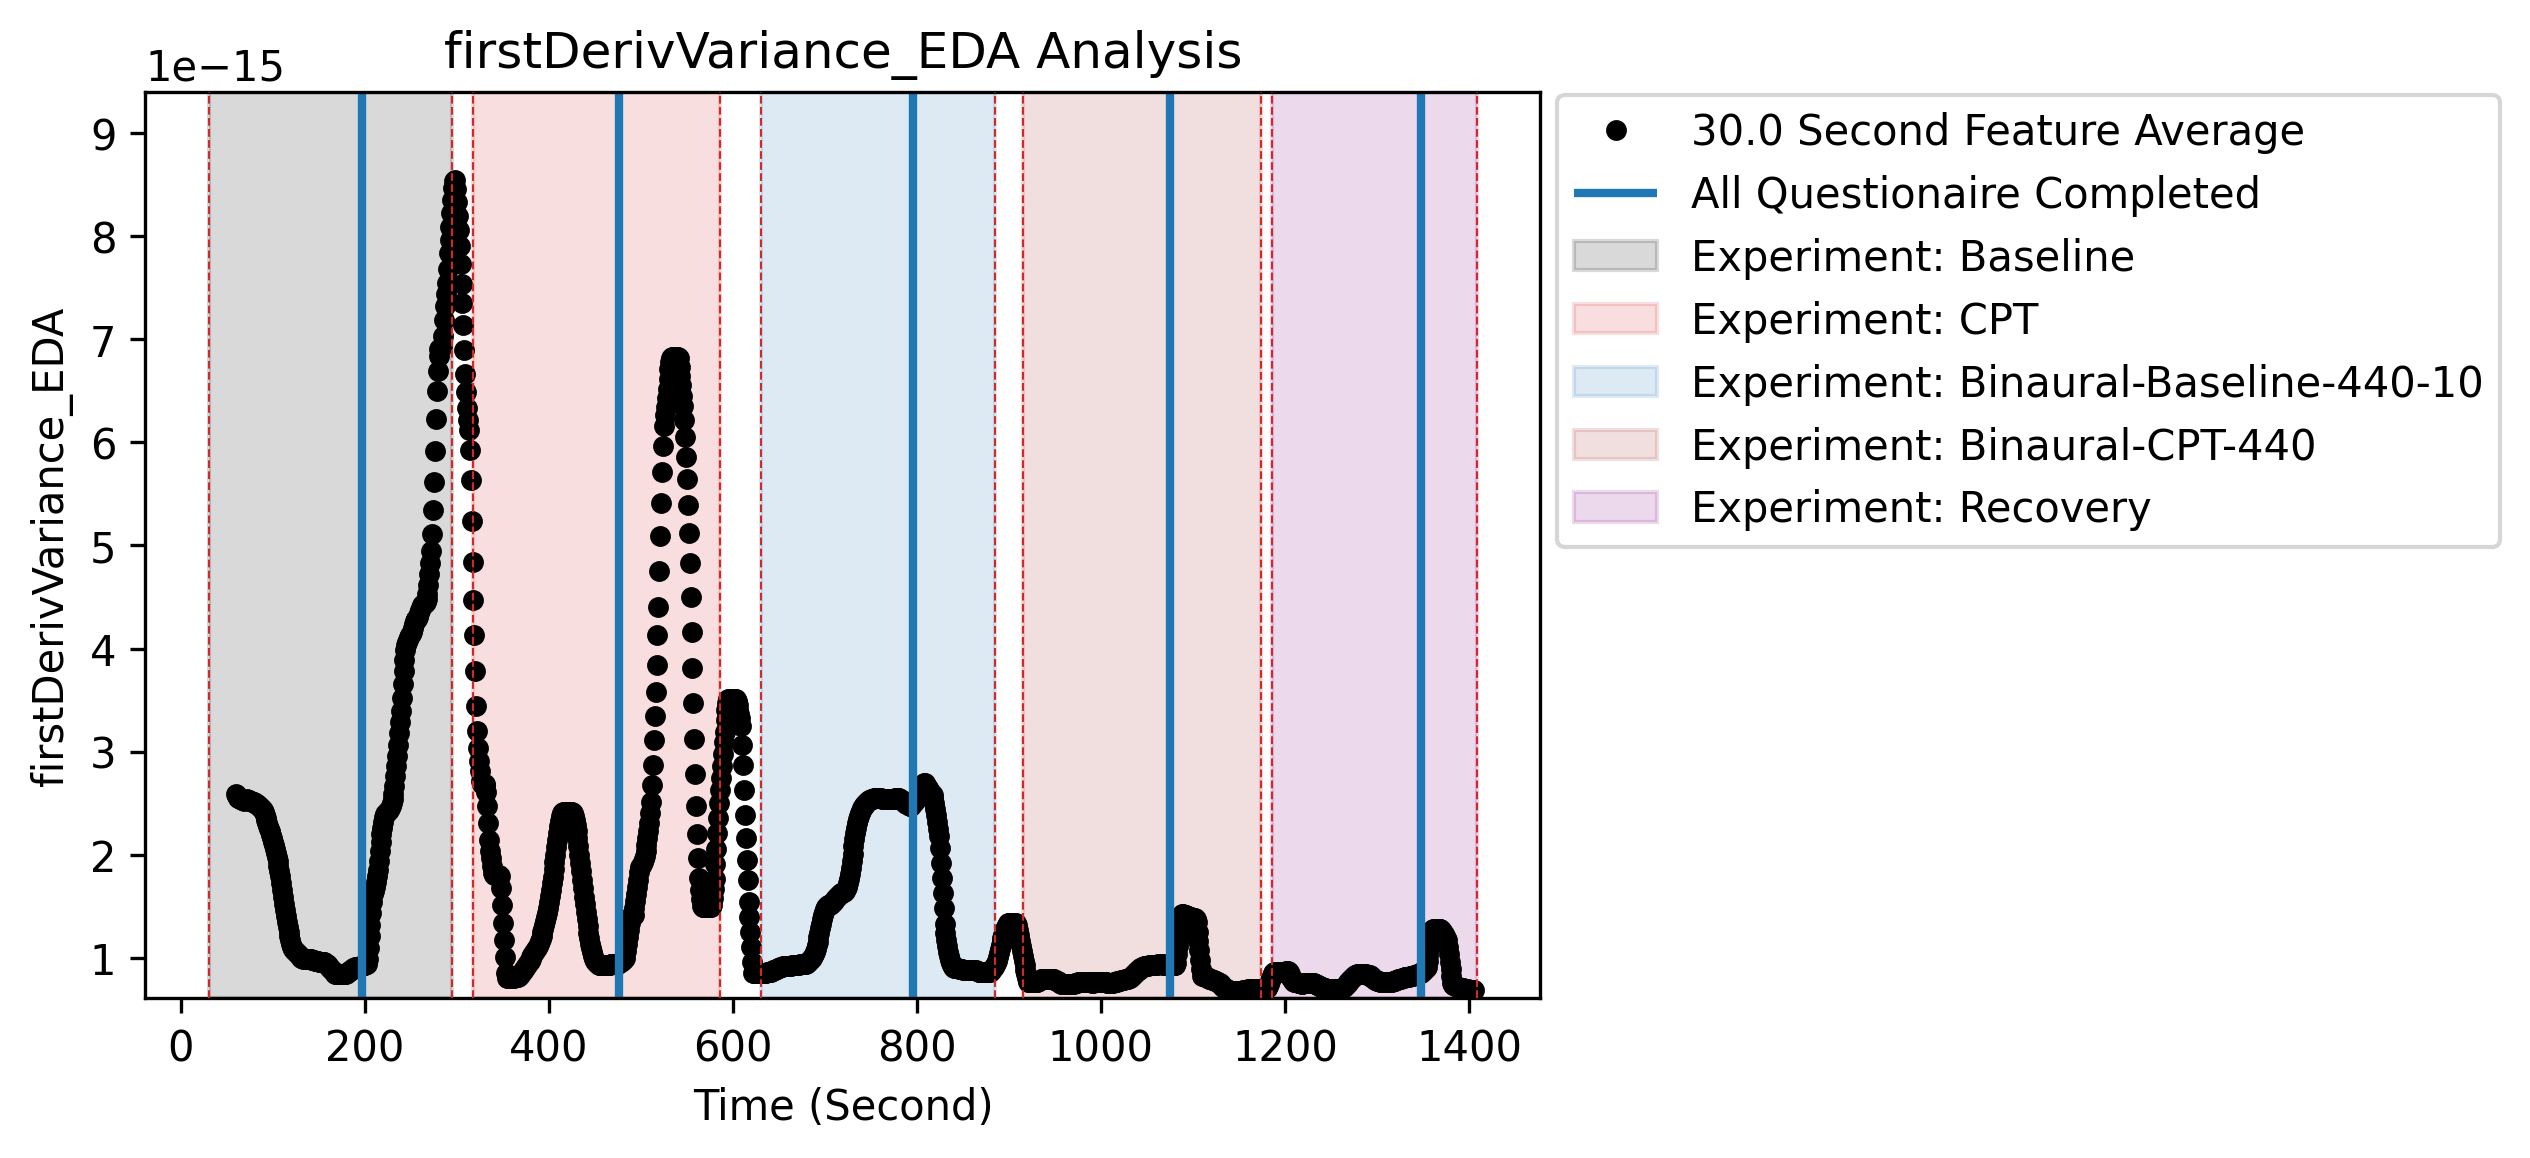 firstDerivVariance_EDA Analysis
1e−15
firstDerivVariance_EDA
9
8
7
6
5
4
3
2
1
0 200 400 600 800 1000 1200 1400
Time (Second)
30.0 Second Feature Average
All Questionaire Completed
Experiment: Baseline
Experiment: CPT
Experiment: Binaural-Baseline-440-10
Experiment: Binaural-CPT-440
Experiment: Recovery